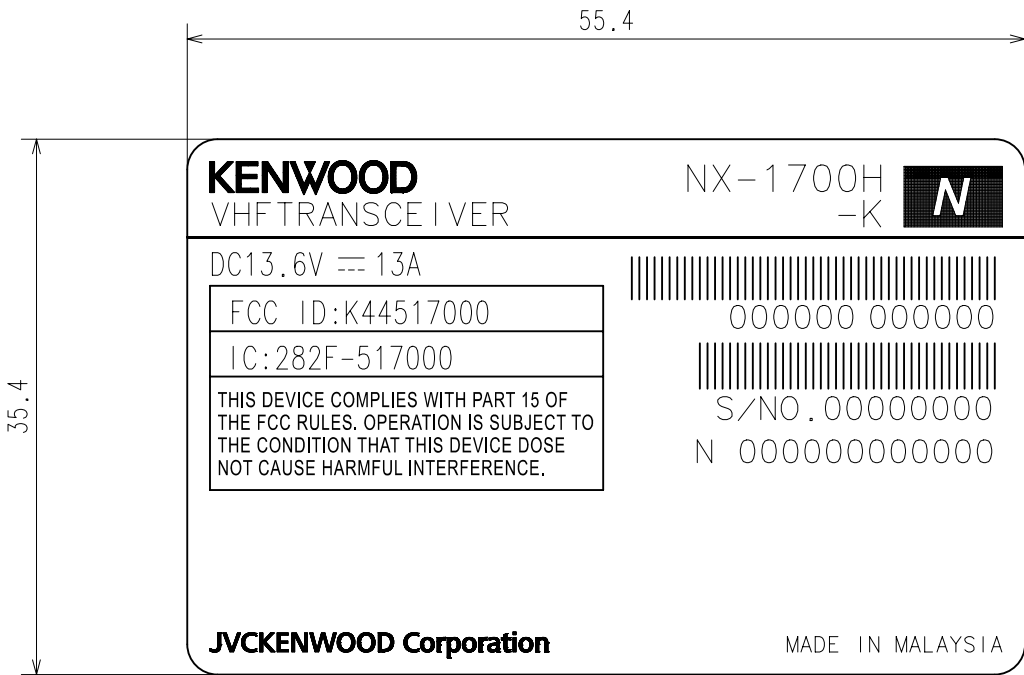 55.4
35.4
KENWOOD
VHFTRANSCEIVER
NX-1700H
-K
N
DC13.6V ⎓ 13A
FCC ID:K44517000
IC:282F-517000
THIS DEVICE COMPLIES WITH PART 15 OF
THE FCC RULES. OPERATION IS SUBJECT TO
THE CONDITION THAT THIS DEVICE DOSE
NOT CAUSE HARMFUL INTERFERENCE.
000000 000000
S/NO.00000000
N 000000000000
JVCKENWOOD Corporation
MADE IN MALAYSIA